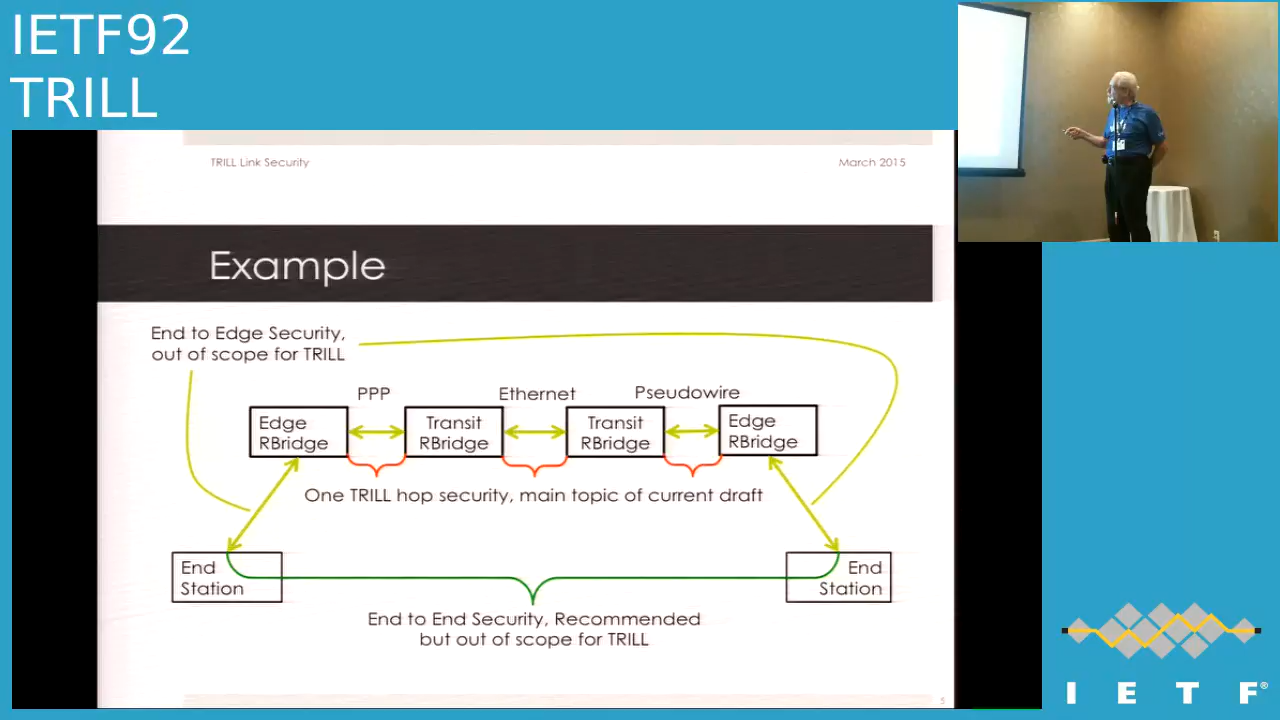 IETF92
TRILL
TRILL Link Security
March 2015
Example
End to Edge Security,
out of scope for TRILL
PPP
Ethernet
Pseudowire
Edge
RBridge
Transit
RBridge
Transit
RBridge
Edge
RBridge
One TRILL hop security, main topic of current draft
End
Station
End
Station
End to End Security, Recommended
but out of scope for TRILL
5
I E T F®